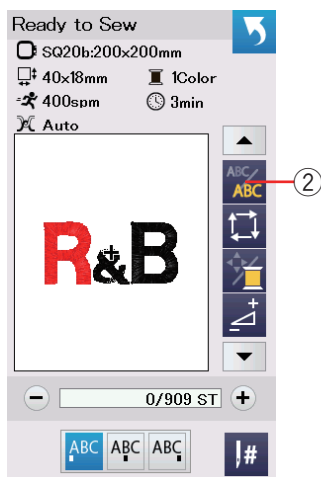 Ready to Sew
SQ20b:200x200mm
40x18mm 1Color
400spm 3min
Auto
ABC/
ABC
2
R&B
+
0/909 ST
ABC ABC ABC
#